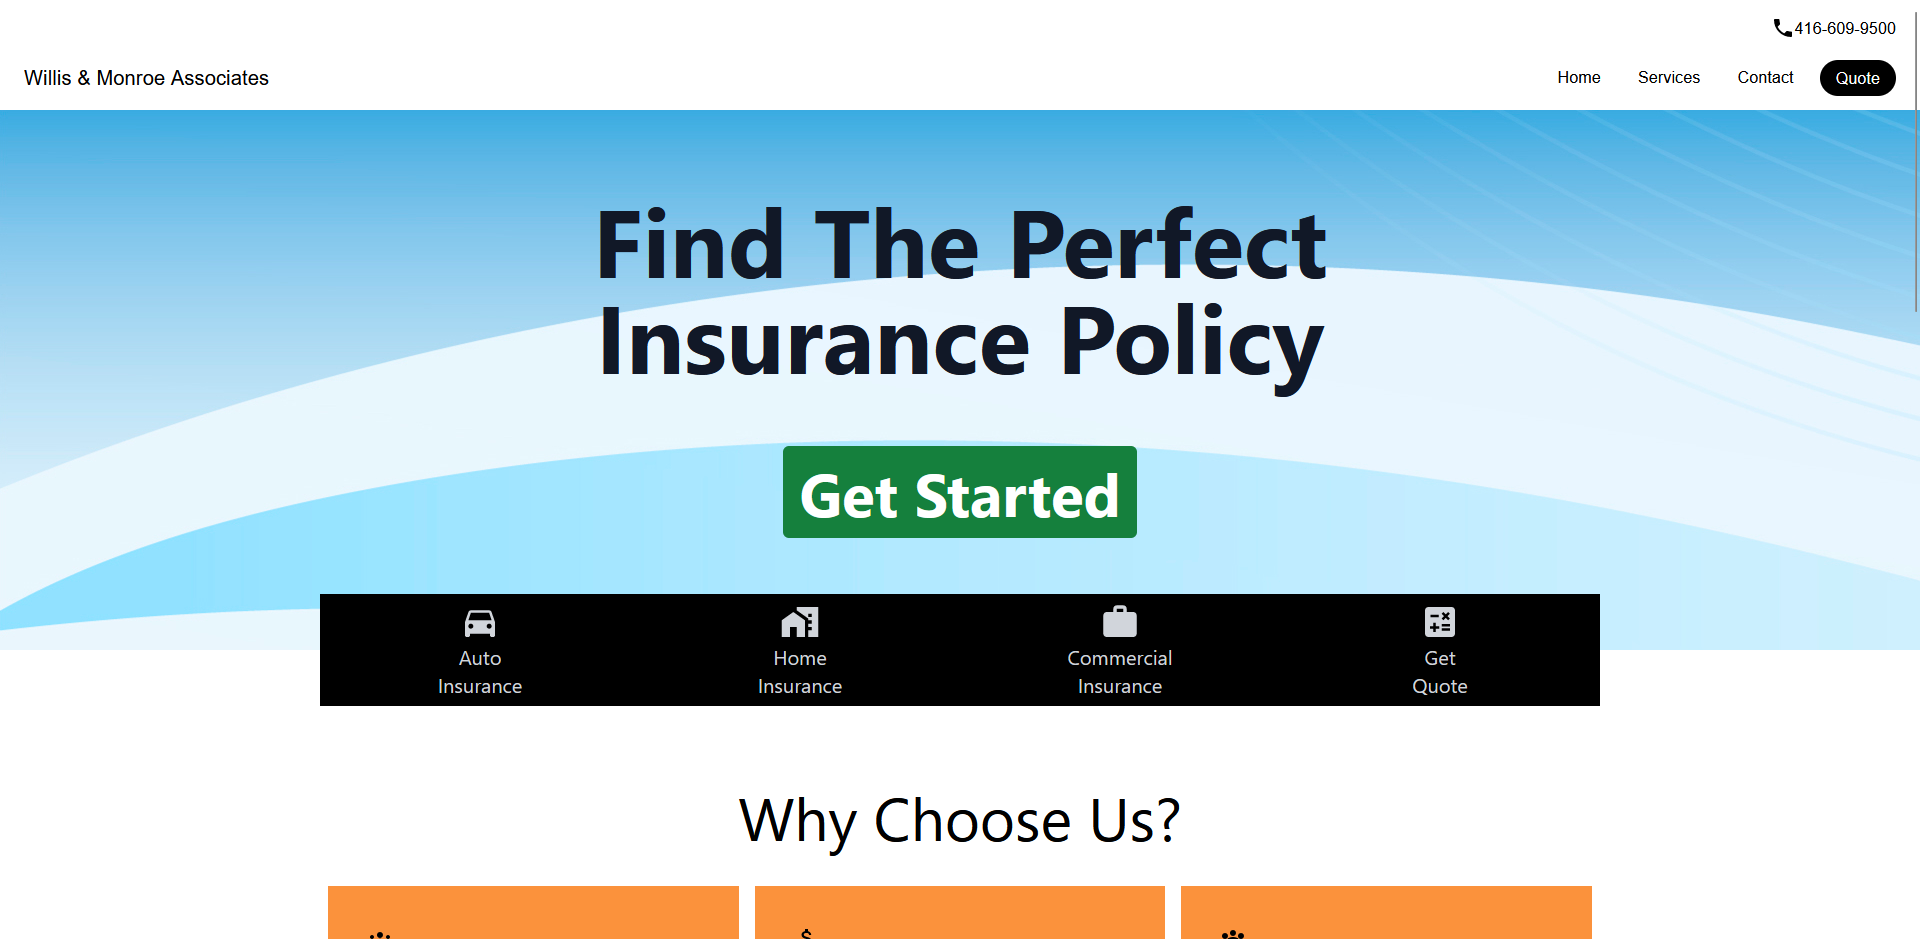 416-609-9500
Willis & Monroe Associates
Home Services Contact Quote
Find The Perfect
Insurance Policy
Get Started
Auto
Insurance
Home
Insurance
Commercial
Insurance
Get
Quote
Why Choose Us?